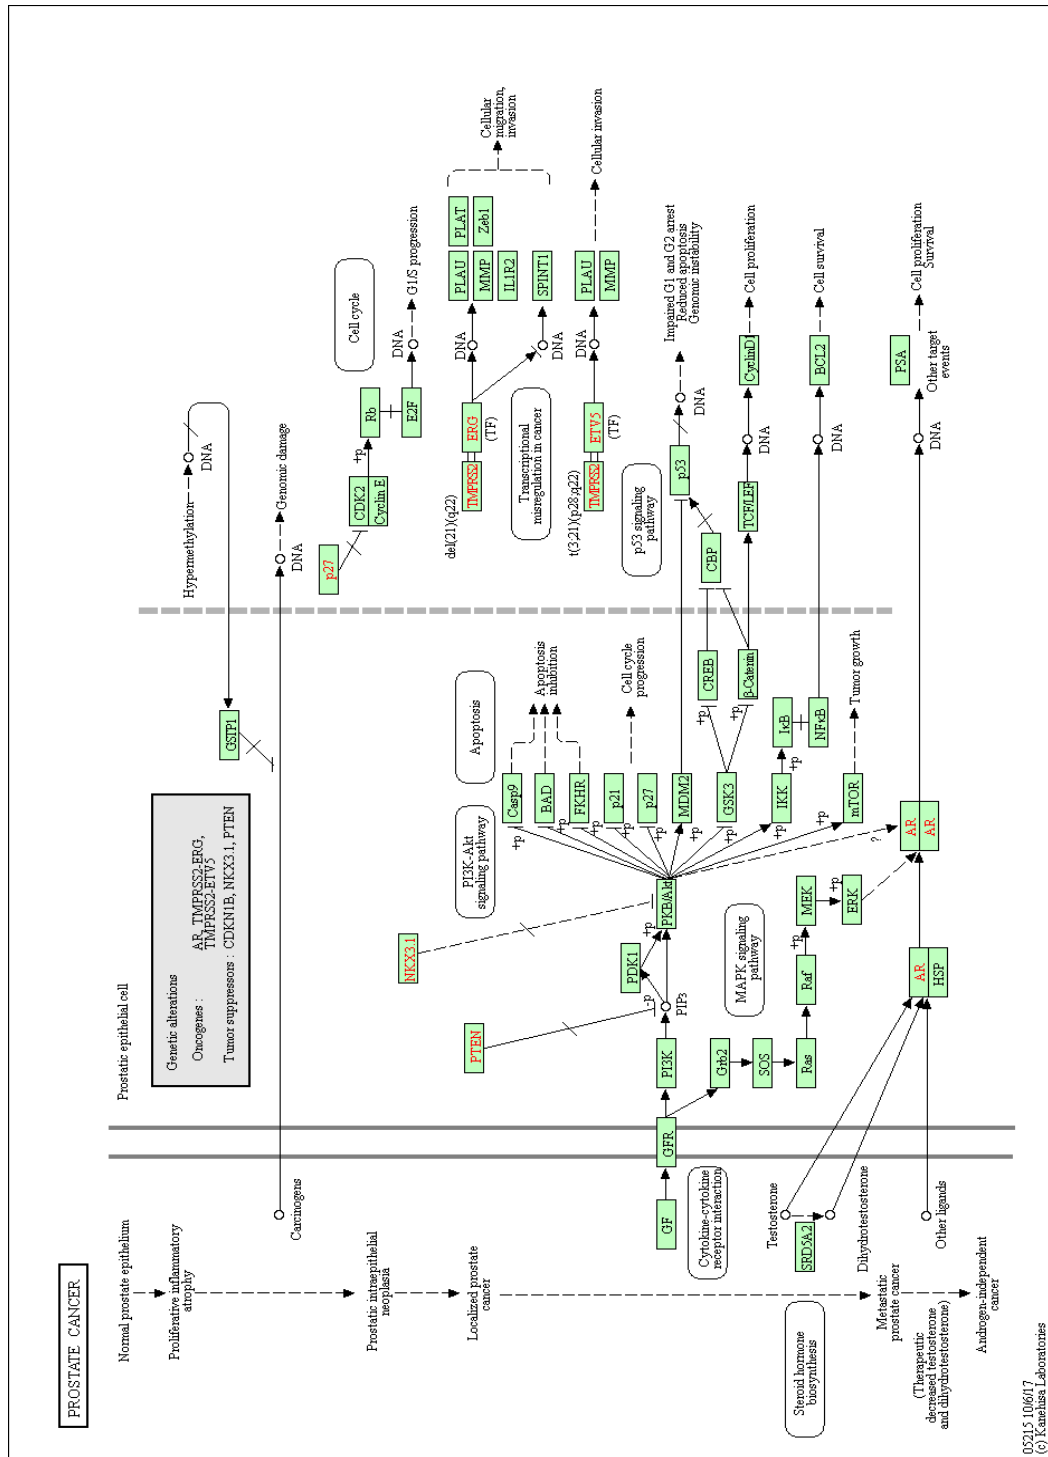 PROSTATE CANCER
Normal prostate epithelium
Proliferative inflammatory
atrophy
Prostatic intraepithelial
neoplasia
Localized prostate
cancer
Metastatic
prostate cancer
(Therapeutic
decreased testosterone
and dihydrotestosterone)
Androgen-independent
cancer
Steroid hormone
biosynthesis
05215 10/6/17
(c) Kanehisa Laboratories
Carcinogens
GF
Cytokine-cytokine
receptor interaction
Testosterone
SRD5A2
Dihydrotestosterone
Other ligands
GFR
Prostatic epithelial cell
Genetic alterations
Oncogenes : AR, TMPRSS2-ERG,
TMPRSS2-ETV5
Tumor suppressors : CDKN1B, NKX3.1, PTEN
GSTP1
Hypermethylation
DNA
DNA
Genomic damage
PTEN
NKX3.1
PI3K
-p
PIP3
PDK1
+p
PKB/Akt
Grb2
SOS
Ras
Raf
+p
MEK
+p
ERK
MAPK signaling
pathway
AR
HSP
AR
AR
?
PI3K-Akt
signaling pathway
Apoptosis
Casp9
+p
BAD
+p
FKHR
+p
Apoptosis
inhibition
p21
+p
p27
+p
Cell cycle
progression
MDM2
+p
GSK3
+p
IKK
+p
mTOR
+p
Tumor growth
CREB
+p
β-Catenin
+p
IκB
+p
NFκB
p27
CDK2
Cyclin E
+p
Rb
E2F
DNA
G1/S progression
Cell cycle
del(21)(q22)
TMPRSS2
ERG
(TF)
DNA
DNA
PLAU
PLAT
MMP
Zeb1
IL1R2
SPINT1
Cellular
migration,
invasion
Transcriptional
misregulation in cancer
t(3;21)(p28;q22)
TMPRSS2
ETV5
(TF)
DNA
PLAU
MMP
Cellular invasion
p53 signaling
pathway
CBP
p53
DNA
Impaired G1 and G2 arrest
Reduced apoptosis
Genomic instability
TCF/LEF
DNA
CyclinD1
Cell proliferation
DNA
BCL2
Cell survival
DNA
PSA
Other target
events
Cell proliferation
Survival